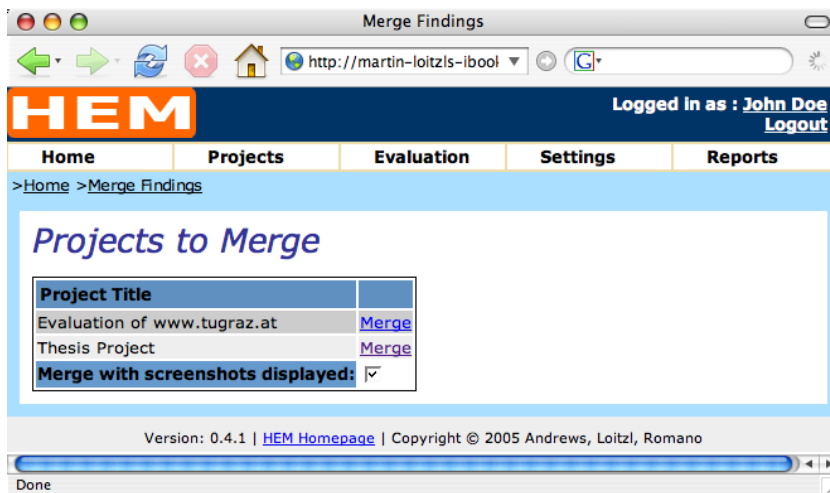 Merge Findings
http://martin-loitzls-ibook
G
HEM
Logged in as : John Doe
Logout
Home Projects Evaluation Settings Reports
>Home >Merge Findings
Projects to Merge
Project Title
Evaluation of www.tugraz.at Merge
Thesis Project Merge
Merge with screenshots displayed:
Version: 0.4.1 | HEM Homepage | Copyright © 2005 Andrews, Loitzl, Romano
Done